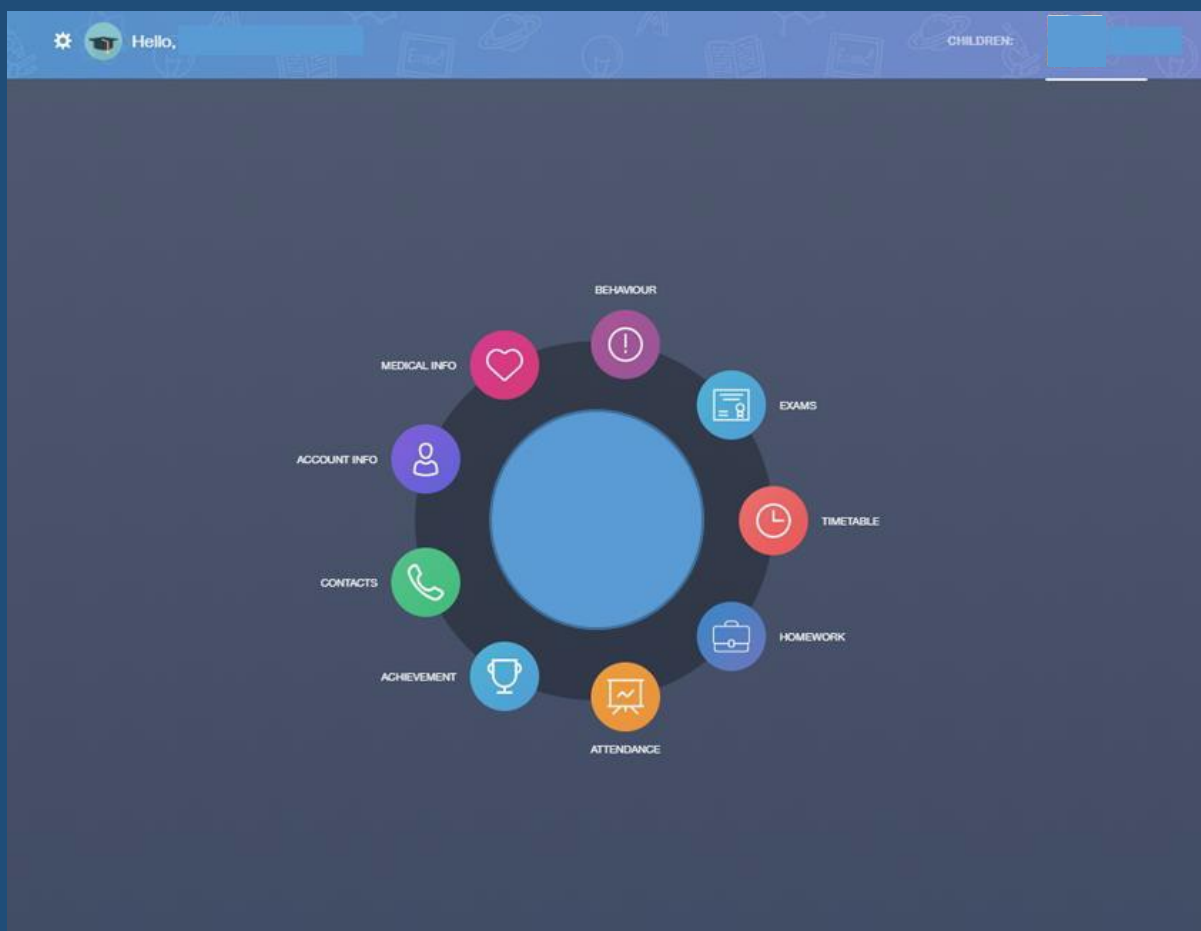 Hello,
CHILDREN:
BEHAVIOUR
MEDICAL INFO
EXAMS
ACCOUNT INFO
TIMETABLE
CONTACTS
HOMEWORK
ACHIEVEMENT
ATTENDANCE